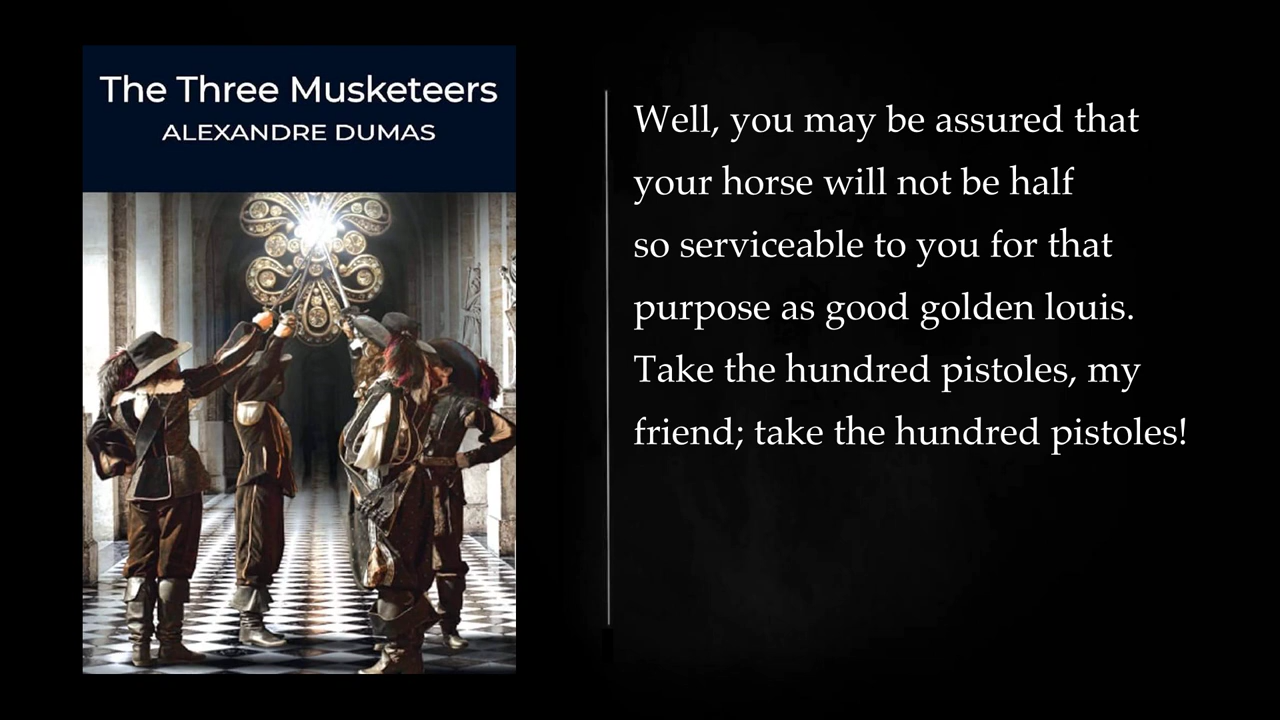 The Three Musketeers
ALEXANDRE DUMAS
Well, you may be assured that
your horse will not be half
so serviceable to you for that
purpose as good golden louis.
Take the hundred pistoles, my
friend; take the hundred pistoles!